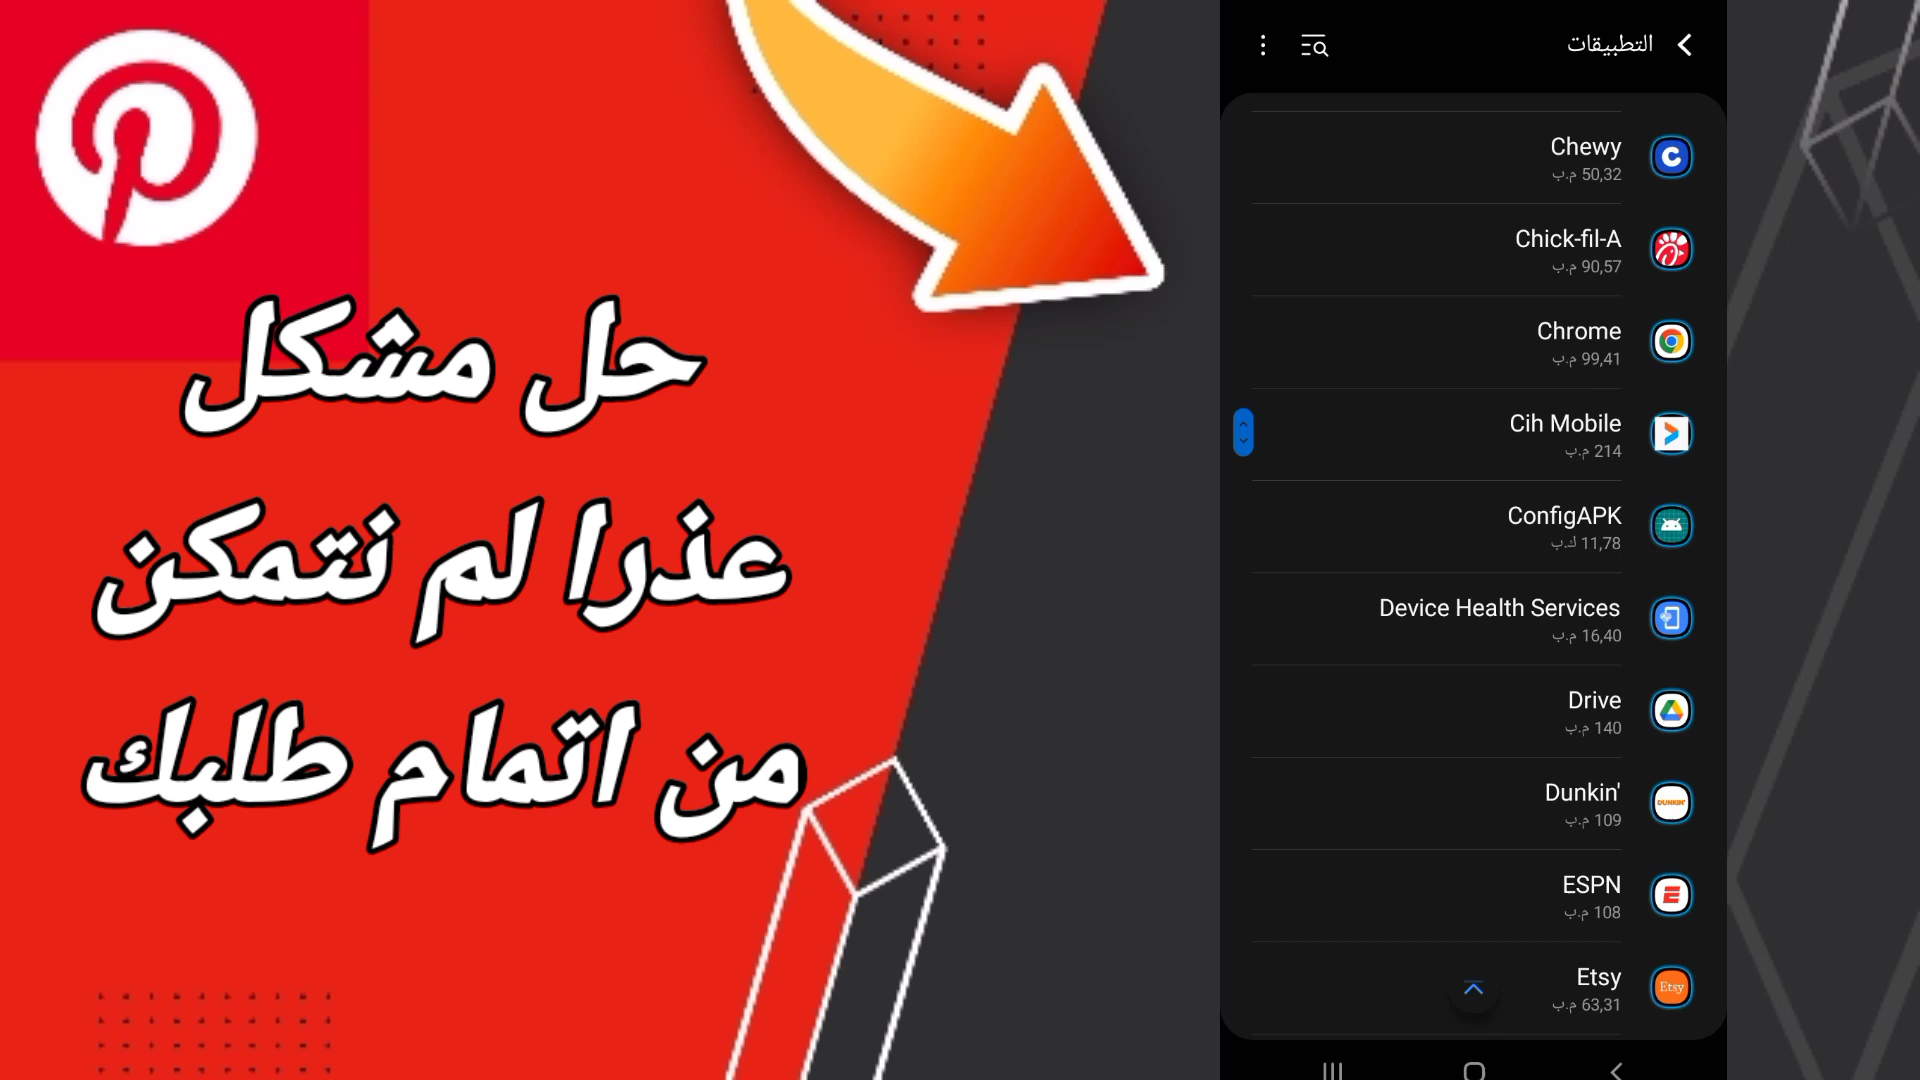 حل مشكل
عذرا لم نتمكن
من اتمام طلبك
التطبيقات
Chewy
50,32 م.ب
Chick-fil-A
90,57 م.ب
Chrome
99,41 م.ب
Cih Mobile
214 م.ب
ConfigAPK
11,78 ك.ب
Device Health Services
16,40 م.ب
Drive
140 م.ب
Dunkin'
109 م.ب
DUNKIN'
ESPN
108 م.ب
Etsy
63,31 م.ب
Etsy